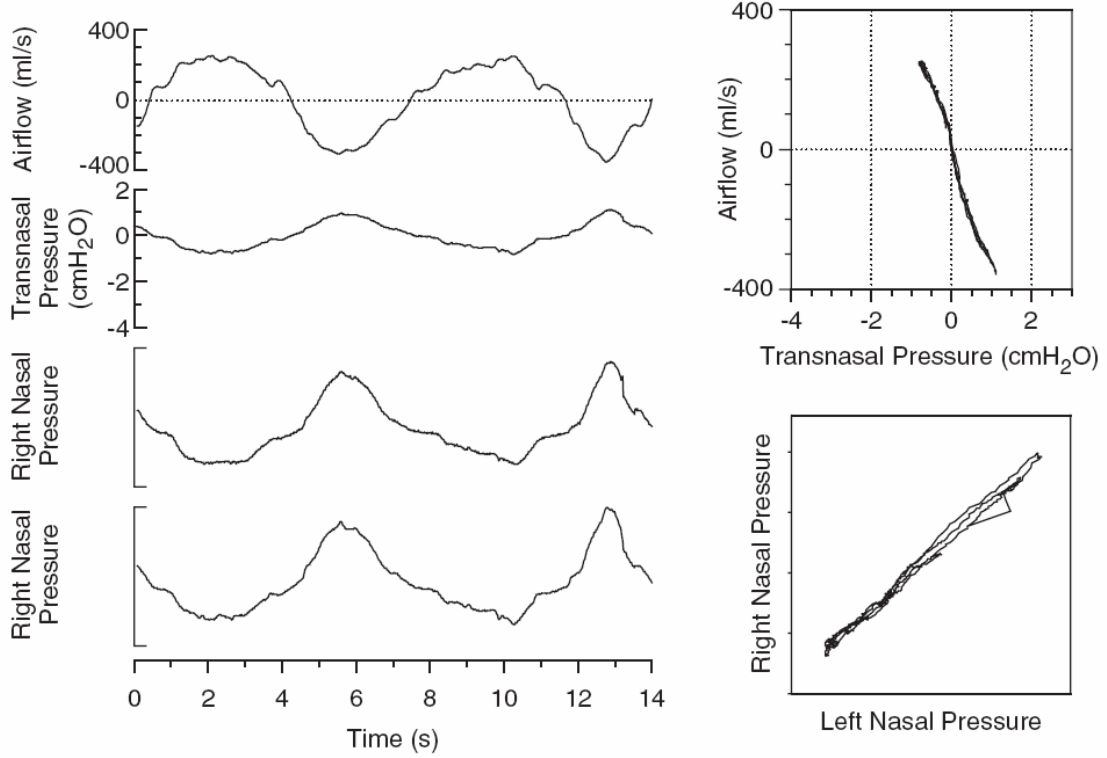 400
0
-400
Airflow (ml/s)
2
0
-2
-4
Transnasal
Pressure
(cmH₂O)
Right Nasal
Pressure
Right Nasal
Pressure
0 2 4 6 8 10 12 14
Time (s)
400
0
-400
Airflow (ml/s)
-4 -2 0 2
Transnasal Pressure (cmH₂O)
Right Nasal Pressure
Left Nasal Pressure